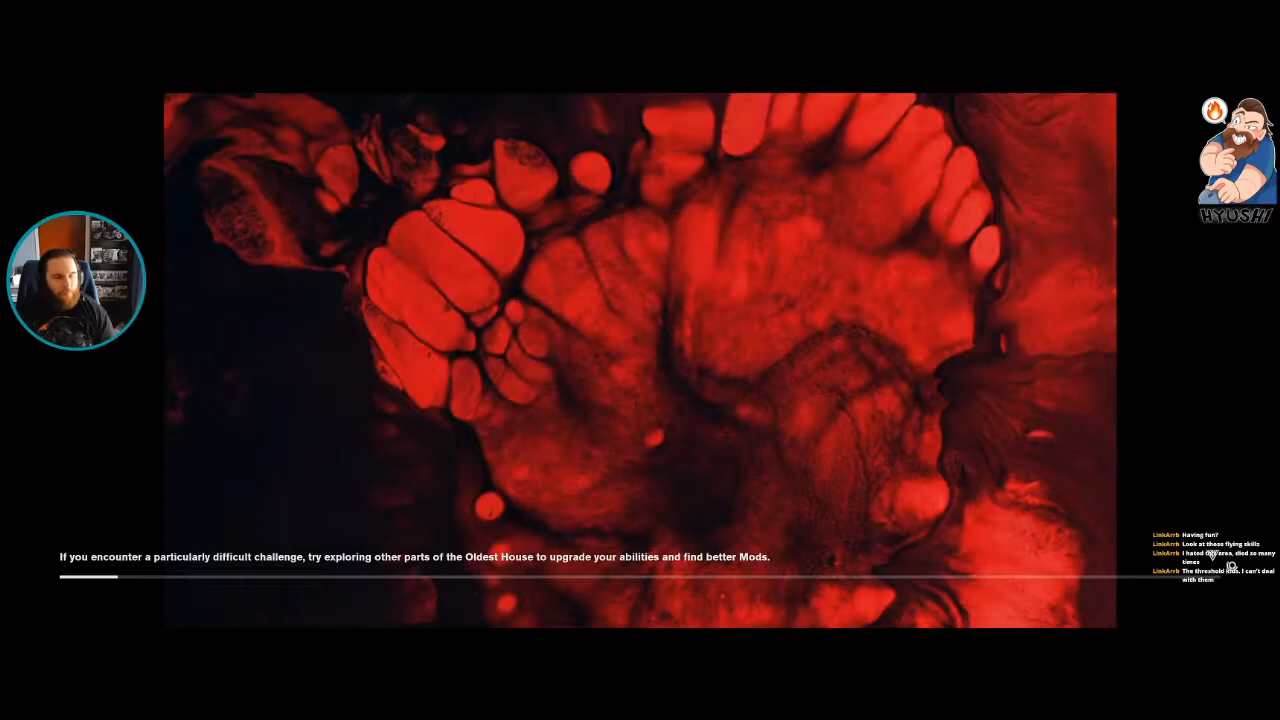 HYUSHI
LinkArrb Having fun?
LinkArrb Look at those flying skills
LinkArrb I hated area, died so many
times
LinkArrb The threshold kids. I can't deal
with them
If you encounter a particularly difficult challenge, try exploring other parts of the Oldest House to upgrade your abilities and find better Mods.